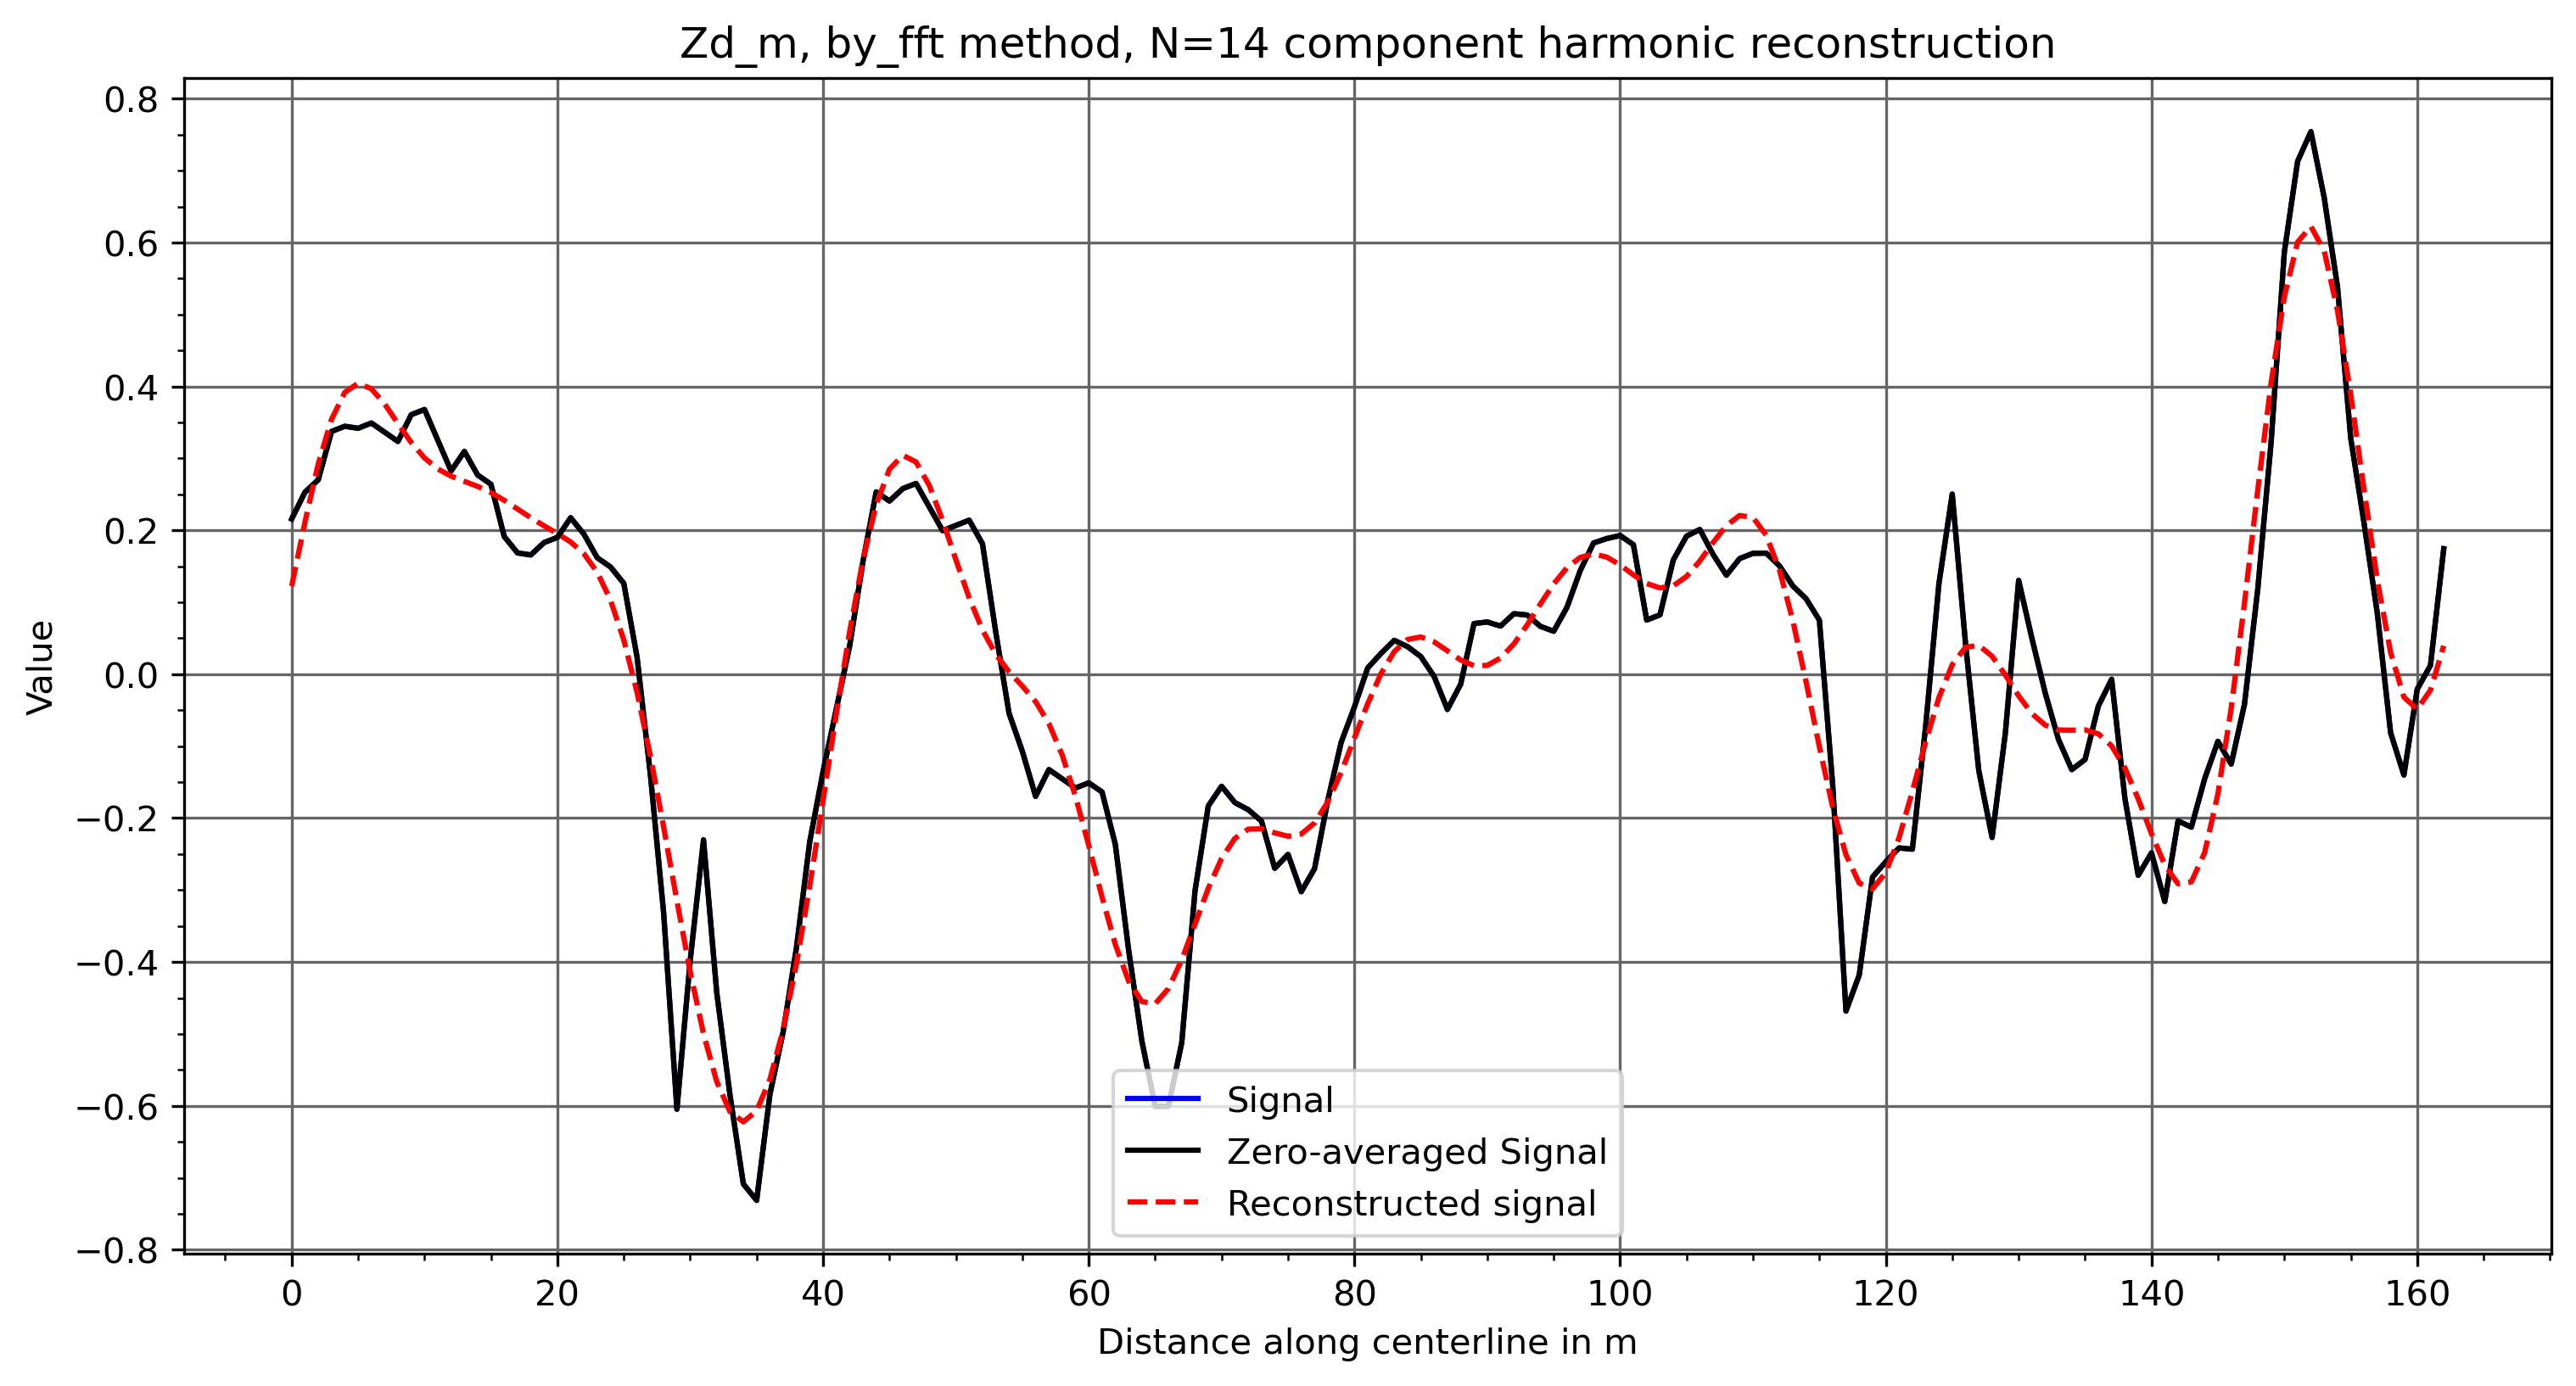 Zd_m, by_fft method, N=14 component harmonic reconstruction
0.8
0.6
0.4
0.2
0.0
−0.2
−0.4
−0.6
−0.8
Value
Signal
Zero-averaged Signal
Reconstructed signal
0 20 40 60 80 100 120 140 160
Distance along centerline in m